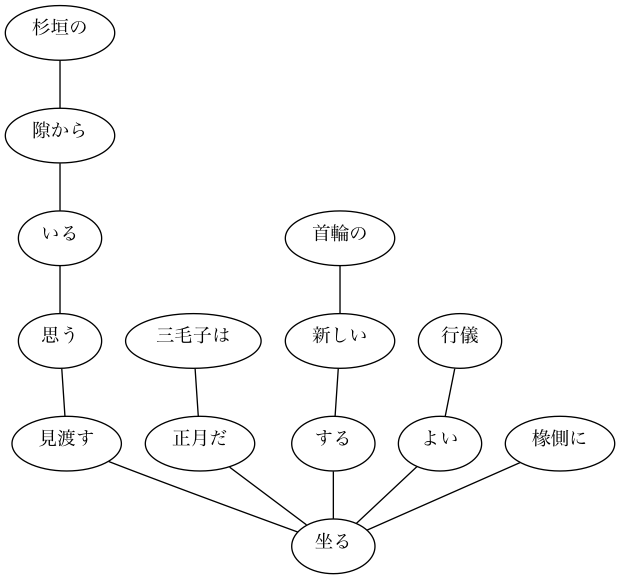 杉垣の
隙から
いる
首輪の
思う
三毛子は
新しい
行儀
見渡す
正月だ
する
よい
椽側に
坐る